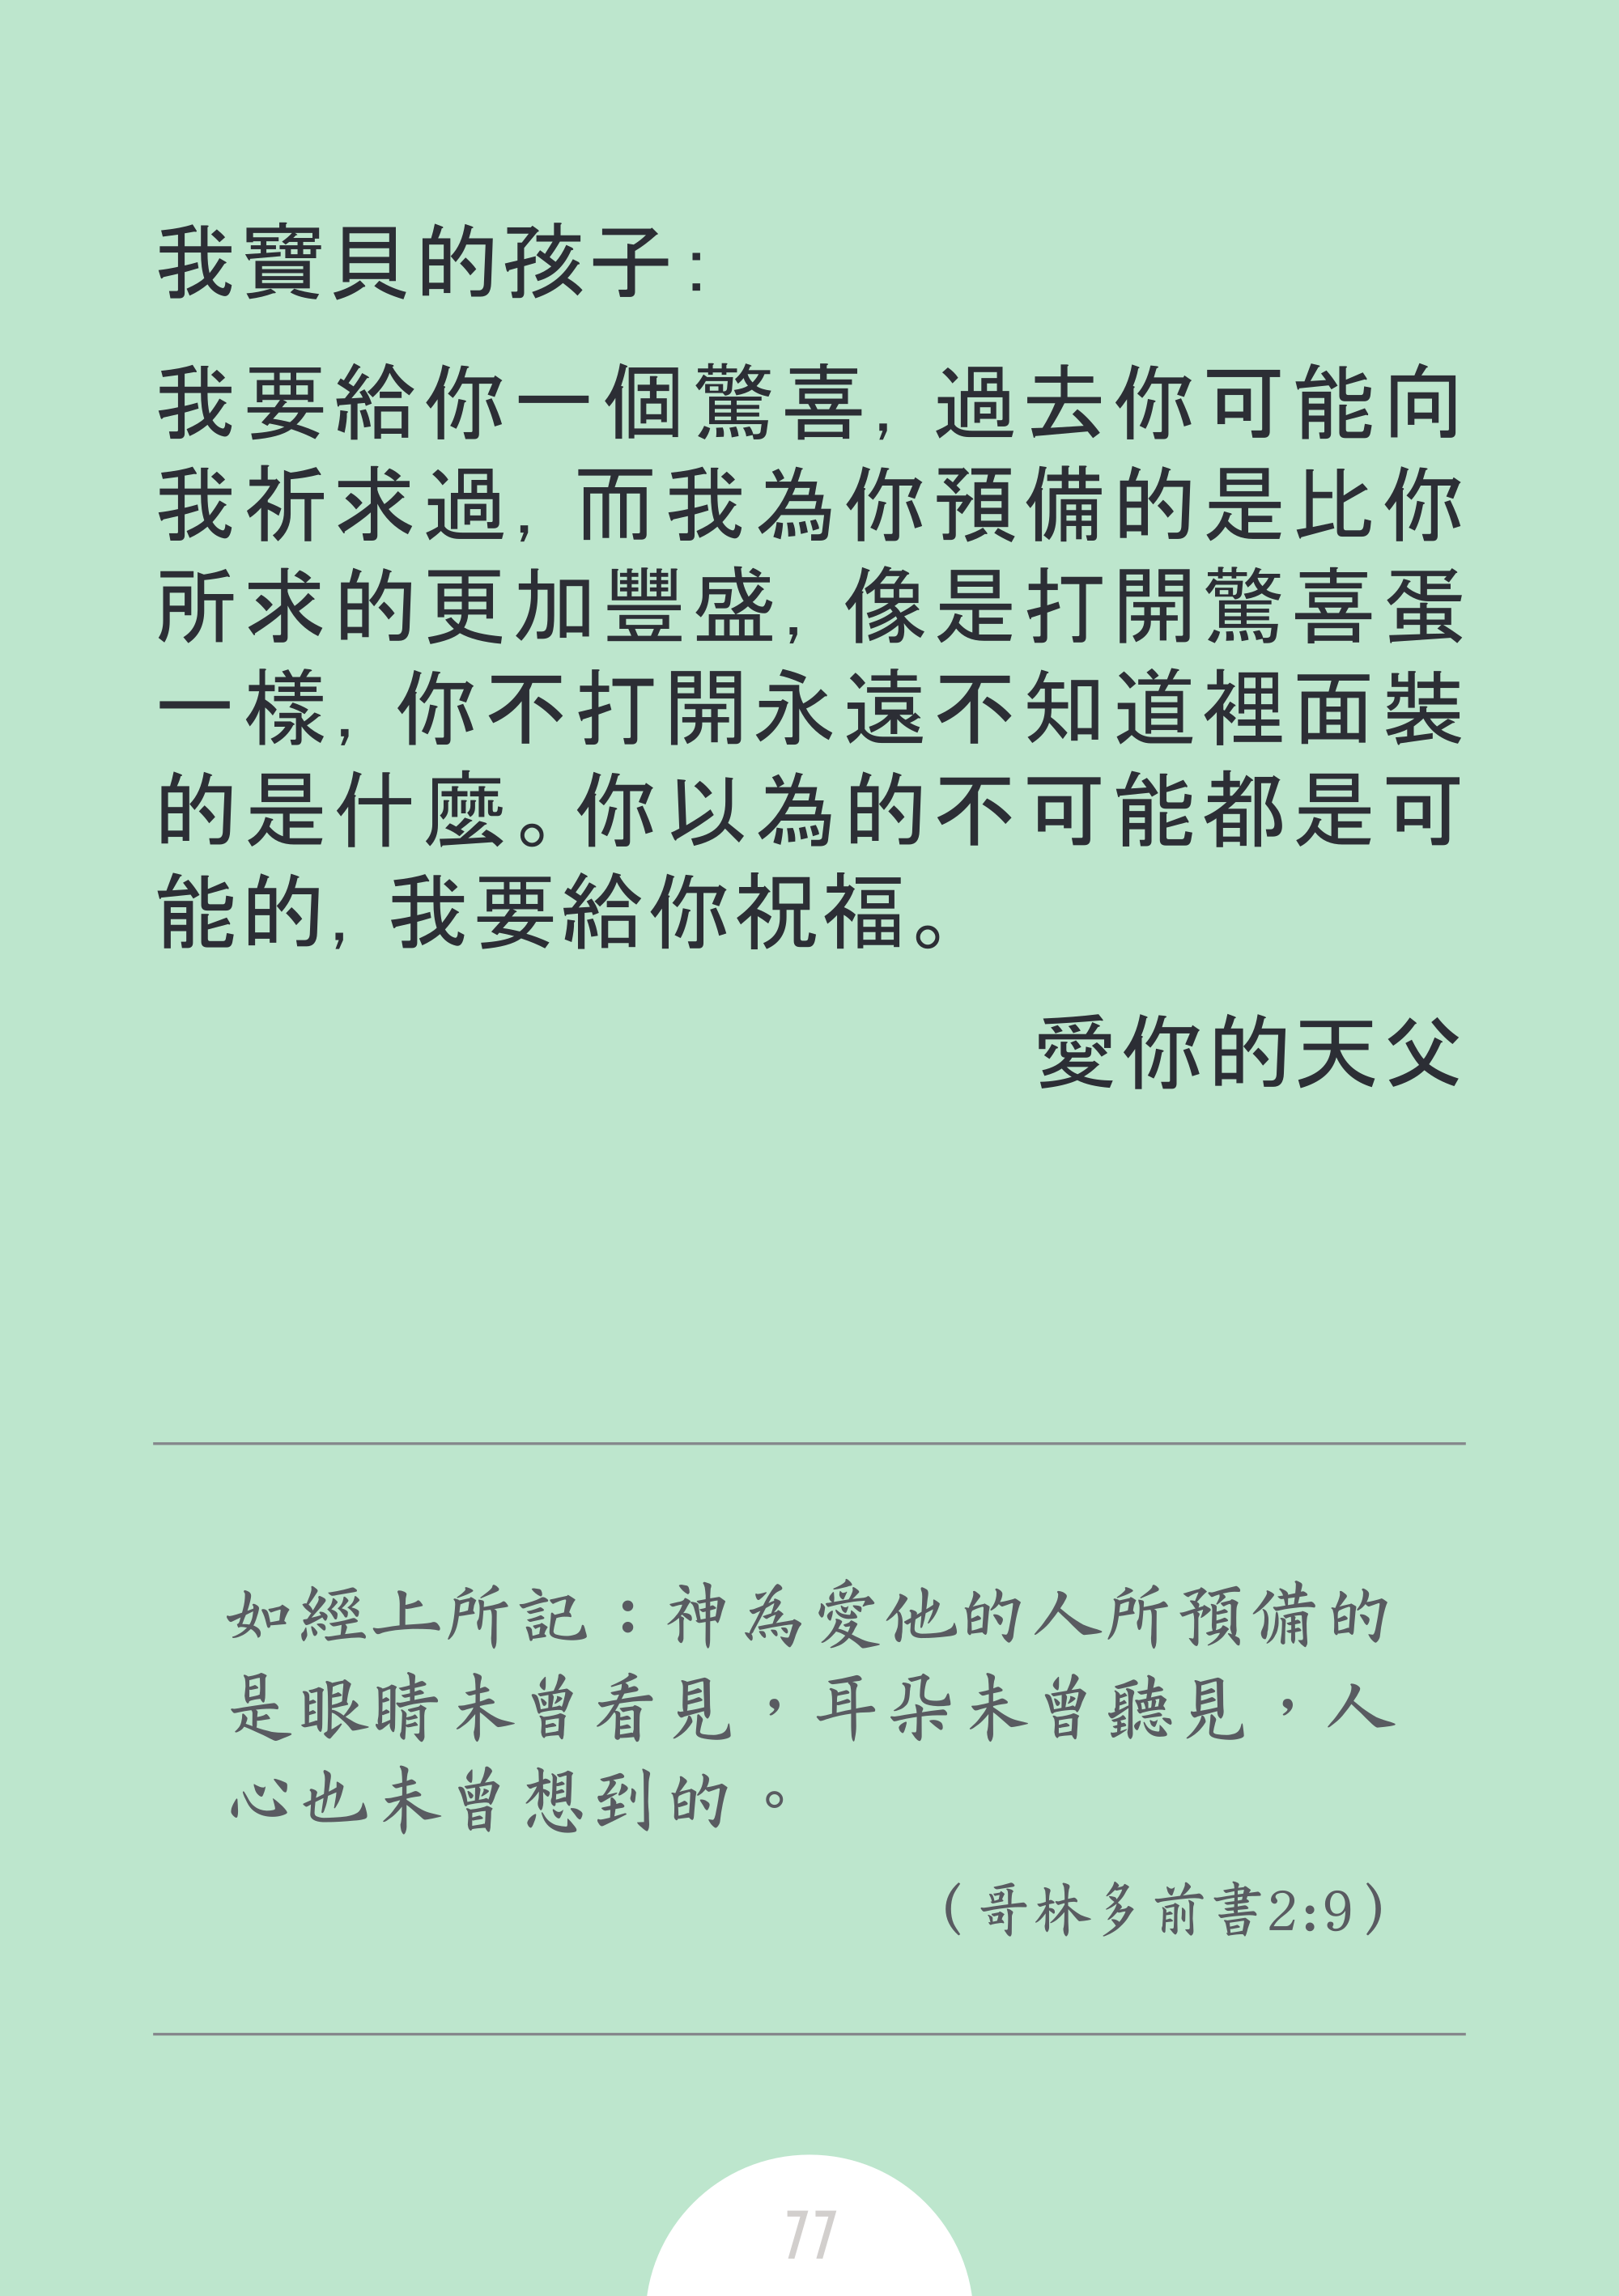 我寶貝的孩子：
我要給你一個驚喜，過去你可能向
我祈求過，而我為你預備的是比你
所求的更加豐盛，像是打開驚喜蛋
一樣，你不打開永遠不知道裡面裝
的是什麼。你以為的不可能都是可
能的，我要給你祝福。
愛你的天父
如經上所記：神為愛他的人所預備的
是眼睛未曾看見，耳朵未曾聽見，人
心也未曾想到的。
（哥林多前書2:9）
77